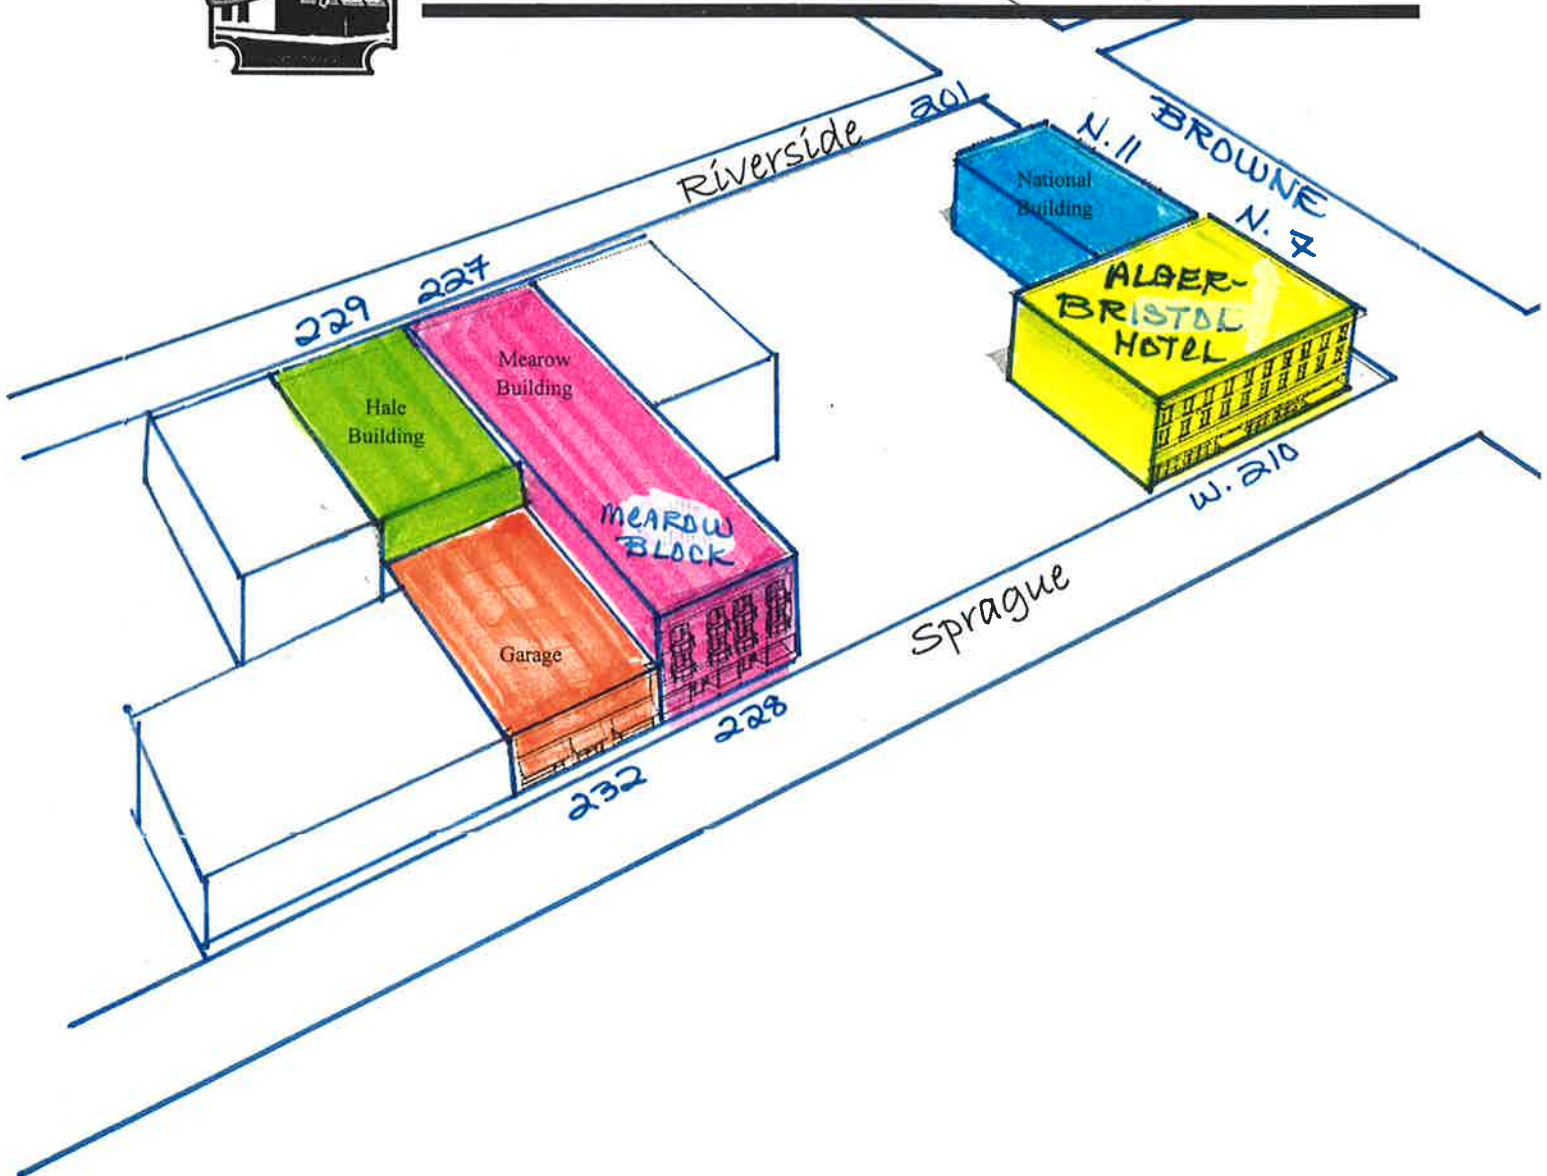 201
Riverside
N. 11
BROWNE
N. 7
National
Building
ALGER-
BRISTOL
HOTEL
W. 210
229
227
Mearow
Building
Hale
Building
MEAROW
BLOCK
Garage
Sprague
228
232